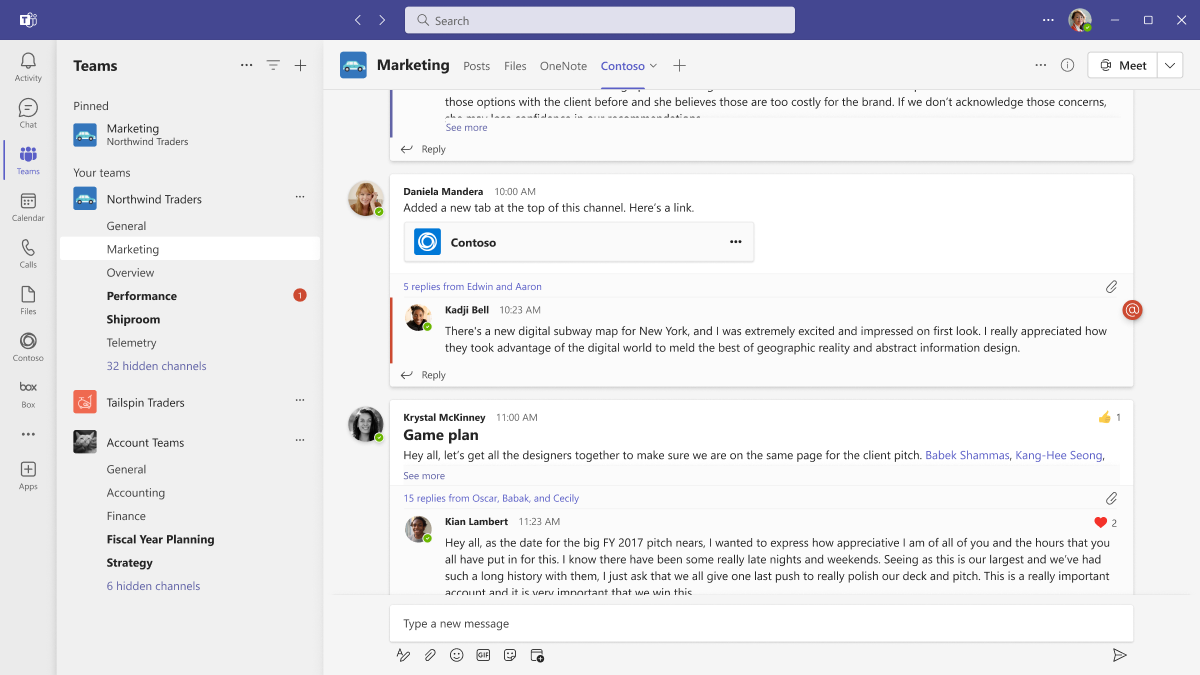 Search
Activity
Chat
Teams
Calendar
Calls
Files
Contoso
box
Box
Apps
Teams
Pinned
Marketing
Northwind Traders
Your teams
Northwind Traders
General
Marketing
Overview
Performance 1
Shiproom
Telemetry
32 hidden channels
Tailspin Traders
Account Teams
General
Accounting
Finance
Fiscal Year Planning
Strategy
6 hidden channels
Marketing Posts Files OneNote Contoso Meet
those options with the client before and she believes those are too costly for the brand. If we don't acknowledge those concerns,
she may lose confidence in our recommendations.
See more
Reply
Daniela Mandera 10:00 AM
Added a new tab at the top of this channel. Here's a link.
Contoso
5 replies from Edwin and Aaron
Kadji Bell 10:23 AM
There's a new digital subway map for New York, and I was extremely excited and impressed on first look. I really appreciated how
they took advantage of the digital world to meld the best of geographic reality and abstract information design.
Reply
Krystal McKinney 11:00 AM 1
Game plan
Hey all, let's get all the designers together to make sure we are on the same page for the client pitch. Babek Shammas, Kang-Hee Seong,
See more
15 replies from Oscar, Babak, and Cecily
Kian Lambert 11:23 AM 2
Hey all, as the date for the big FY 2017 pitch nears, I wanted to express how appreciative I am of all of you and the hours that you
all have put in for this. I know there have been some really late nights and weekends. Seeing as this is our largest and we've had
such a long history with them, I just ask that we all give one last push to really polish our deck and pitch. This is a really important
account and it is very important that we win this.
Type a new message
GIF